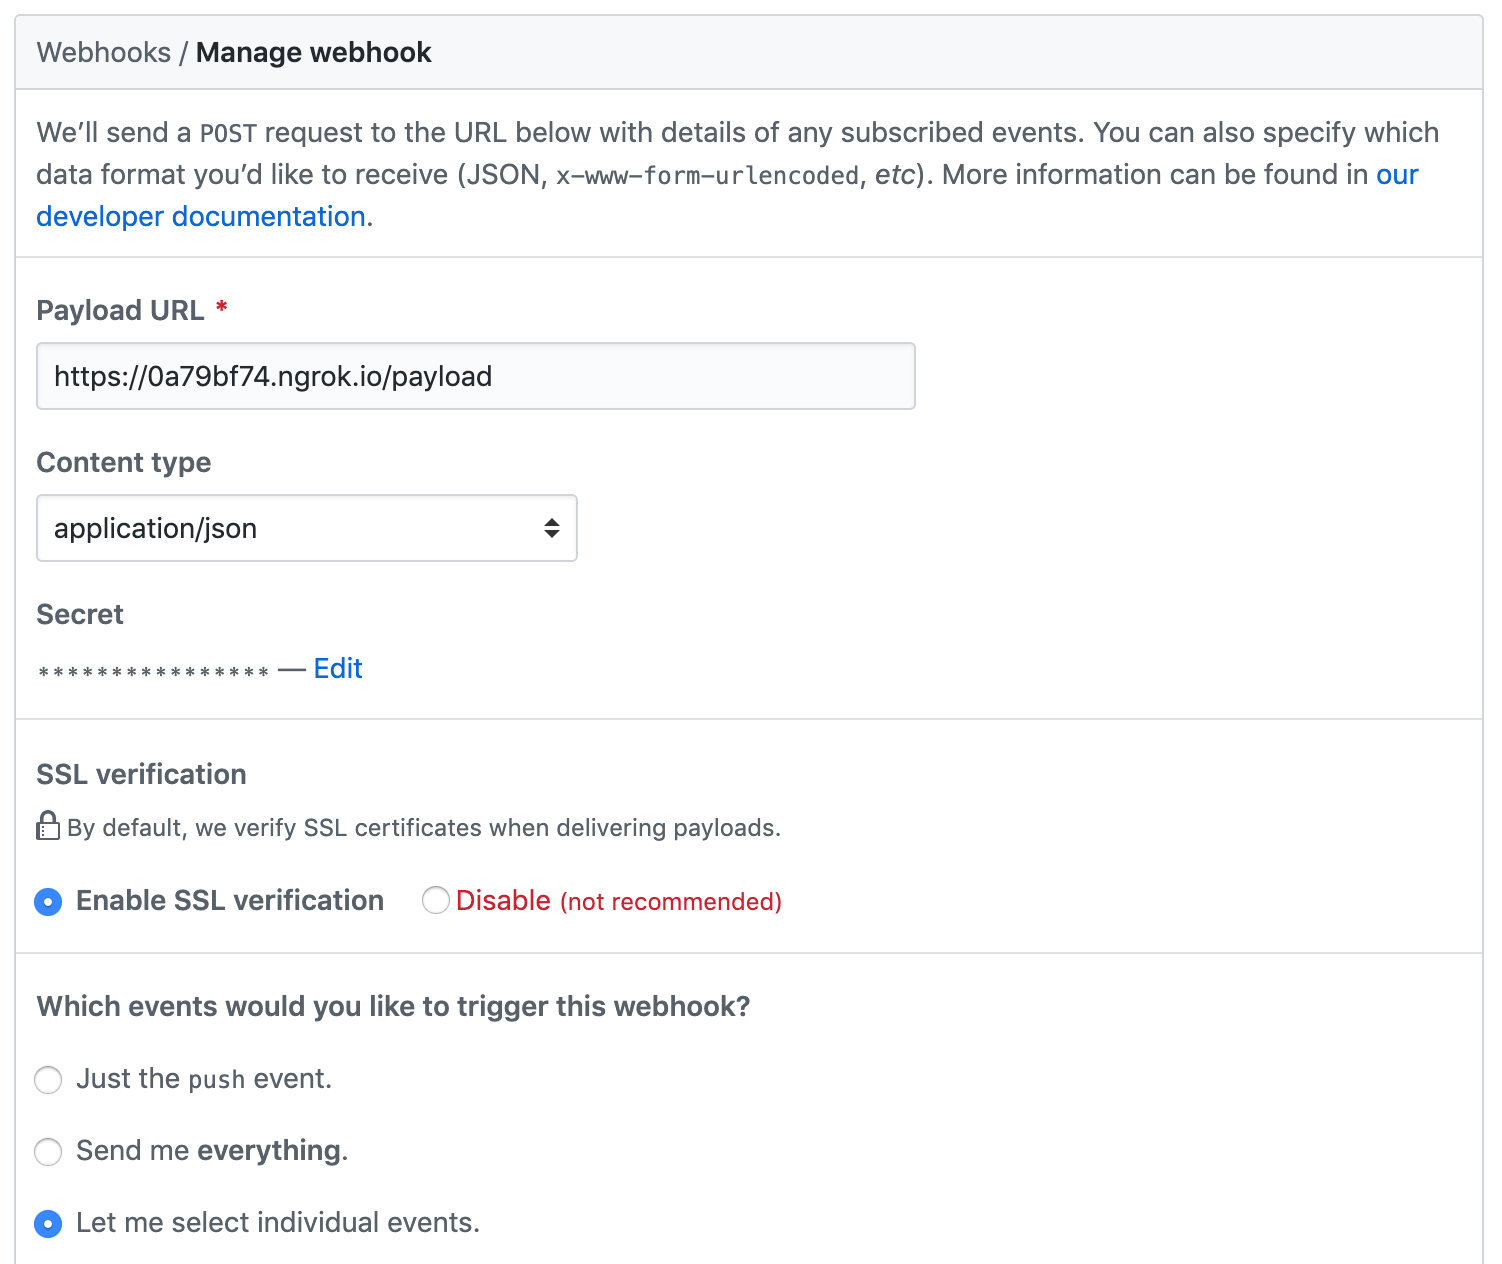 Webhooks / Manage webhook
We’ll send a POST request to the URL below with details of any subscribed events. You can also specify which
data format you’d like to receive (JSON, x-www-form-urlencoded, etc). More information can be found in our
developer documentation.
Payload URL *
https://0a79bf74.ngrok.io/payload
Content type
application/json
Secret
**************** — Edit
SSL verification
By default, we verify SSL certificates when delivering payloads.
Enable SSL verification Disable (not recommended)
Which events would you like to trigger this webhook?
Just the push event.
Send me everything.
Let me select individual events.